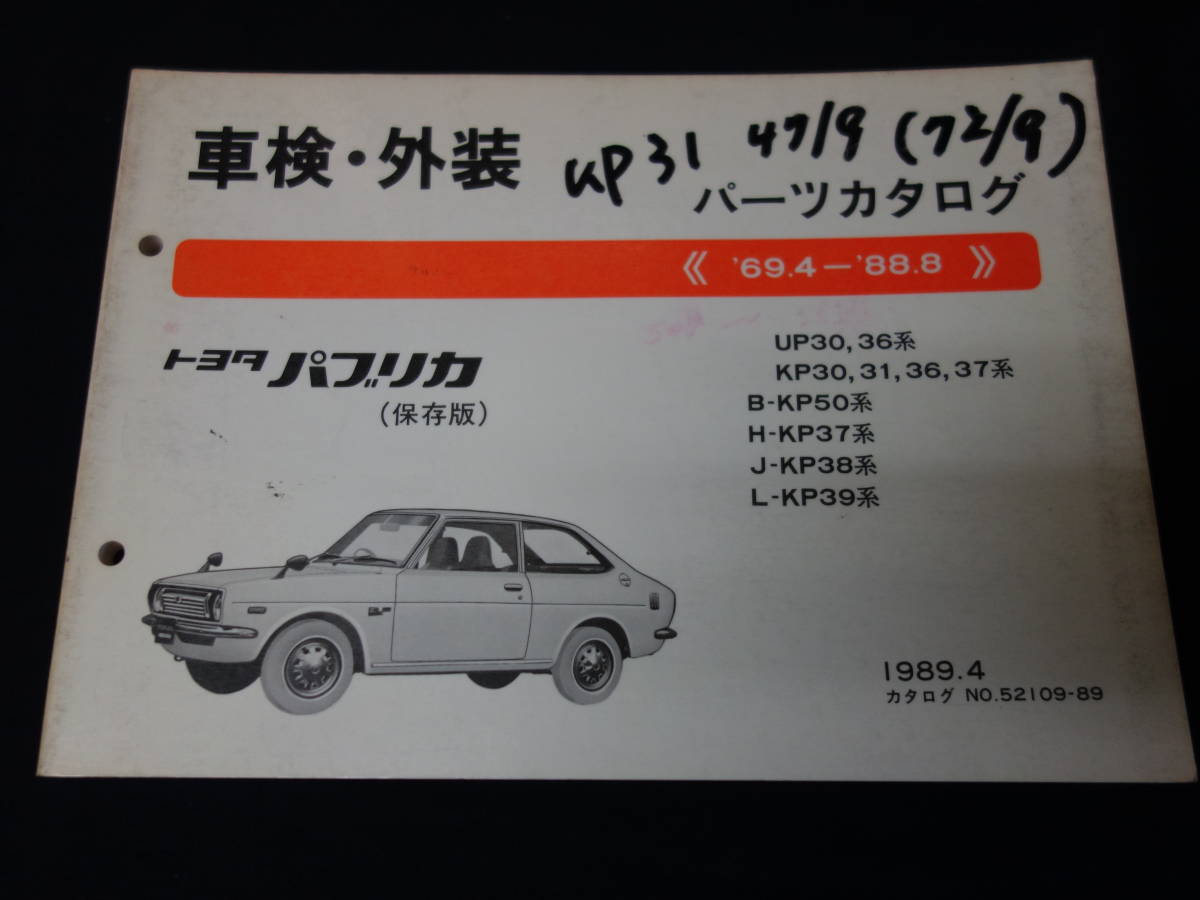 車検・外装
KP31 47/9 (72/9)
パーツカタログ
《 '69.4－'88.8 》
トヨタ パブリカ
(保存版)
UP30, 36系
KP30, 31, 36, 37系
B-KP50系
H-KP37系
J-KP38系
L-KP39系
1989.4
カタログ NO.52109-89